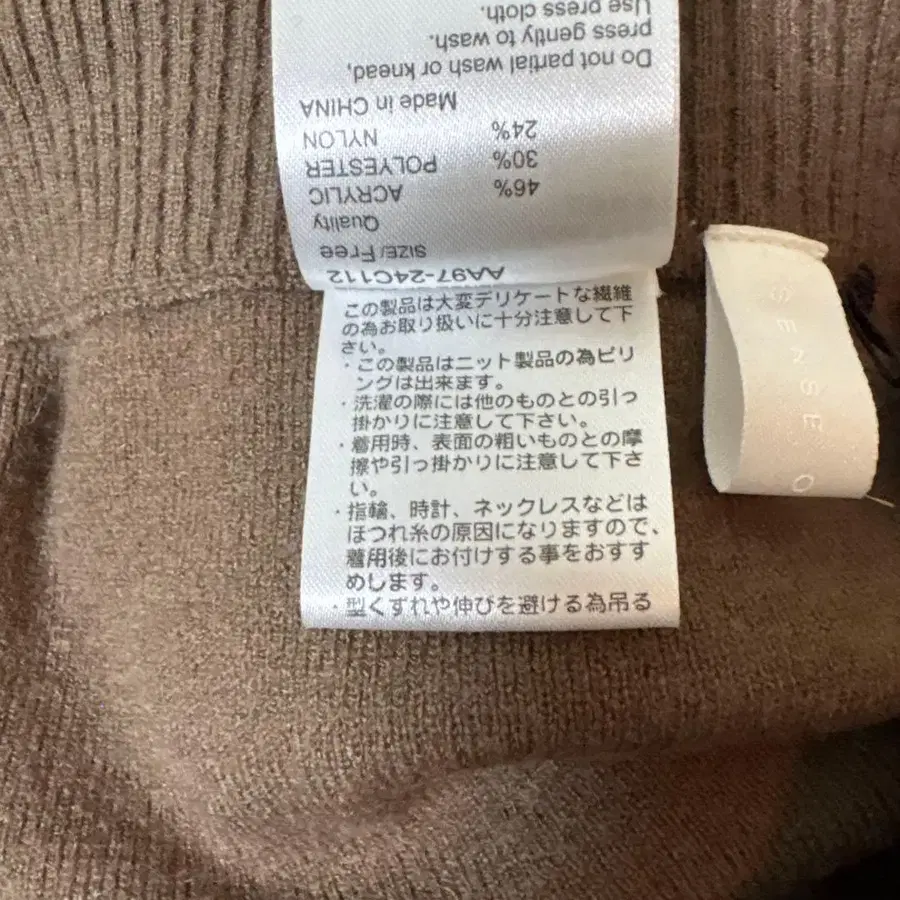 AA97-24C112
SIZE/Free
Quality
ACRYLIC 46%
POLYESTER 30%
NYLON 24%
Made in CHINA
Do not partial wash or knead,
press gently to wash.
Use press cloth.
この製品は大変デリケートな繊維
の為お取り扱いに十分注意して下
さい。
・この製品はニット製品の為ピリ
ングは出来ます。
・洗濯の際には他のものとの引っ
掛かりに注意して下さい。
・着用時、表面の粗いものとの摩
擦や引っ掛かりに注意して下さ
い。
・指輪、時計、ネックレスなどは
ほつれ糸の原因になりますので、
着用後にお付けする事をおすす
めします。
・型くずれや伸びを避ける為吊る
SENSE O